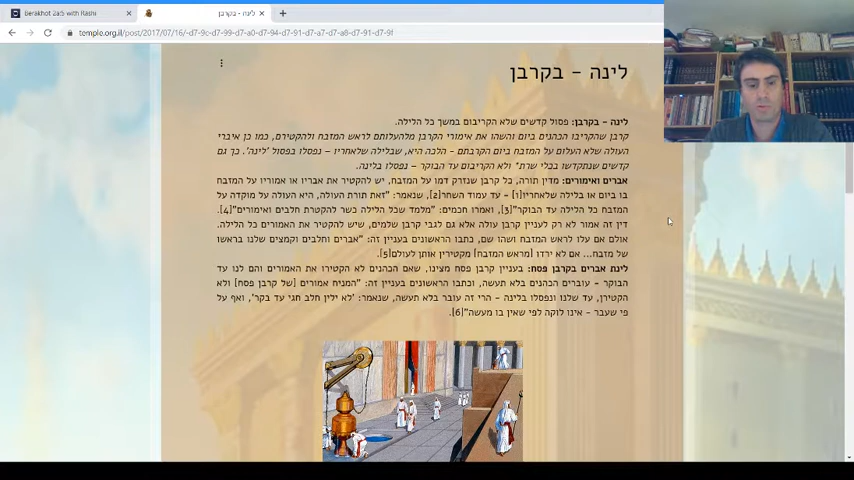 Berakhot 2a:5 with Rashi
לינה - בקרבן
temple.org.il/post/2017/07/16/-d7-9c-d7-99-d7-a0-d7-94-d7-91-d7-a7-d7-a8-d7-91-d7-9f
לינה - בקרבן
לינה - בקרבן: פסול קדשים שלא הקריבום במשך כל הלילה.
קרבן שהקריבו הכהנים ביום והשהו את אימורי הקרבן מלהעלותם לראש המזבח ולהקטירם, כמו כן איברי
העולה שלא העלום על המזבח ביום הקרבתם - הלכה היא, שבלילה שלאחריו – נפסלו בפסול 'לינה'. כך גם
קדשים שנתקדשו בכלי שרת* ולא הקריבום עד הבוקר – נפסלו בלינה.
אברים ואימורים: מדין תורה, כל קרבן שנזרק דמו על המזבח, יש להקטיר את אבריו או אמוריו על המזבח
בו ביום או בלילה שלאחריו[1] - עד עמוד השחר[2], שנאמר: "זאת תורת העולה, היא העולה על מוקדה על
המזבח כל הלילה עד הבוקר"[3], ואמרו חכמים: "מלמד שכל הלילה כשר להקטרת חלבים ואימורים"[4].
דין זה אמור לא רק לעניין קרבן עולה אלא גם לגבי קרבן שלמים, שיש להקטיר את האמורים כל הלילה.
אולם אם עלו לראש המזבח ושהו שם, כתבו הראשונים בעניין זה: "אברים וחלבים וקמצים שלנו בראשו
של מזבח... אם לא ירדו [מראש המזבח] מקטירין אותן לעולם[5].
לינת אברים בקרבן פסח: בעניין קרבן פסח מצינו, שאם הכהנים לא הקטירו את האמורים והם לנו עד
הבוקר - עוברים הכהנים בלא תעשה, וכתבו הראשונים בעניין זה: "המניח אמורים [של קרבן פסח] ולא
הקטירן, עד שלנו ונפסלו בלינה - הרי זה עובר בלא תעשה, שנאמר: 'לא ילין חלב חגי עד בקר', ואף על
פי שעבר - אינו לוקה לפי שאין בו מעשה"[6].